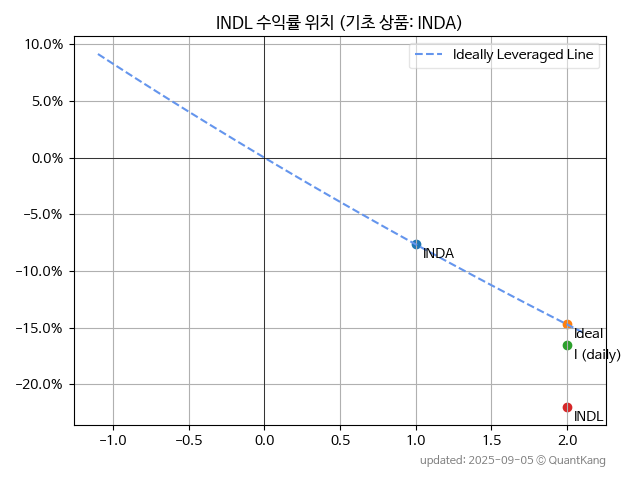 INDL 수익률 위치 (기초 상품: INDA)
Ideally Leveraged Line
10.0%
5.0%
0.0%
−5.0%
−10.0%
−15.0%
−20.0%
INDA
Ideal
I (daily)
INDL
−1.0
−0.5
0.0
0.5
1.0
1.5
2.0
updated: 2025-09-05 © QuantKang